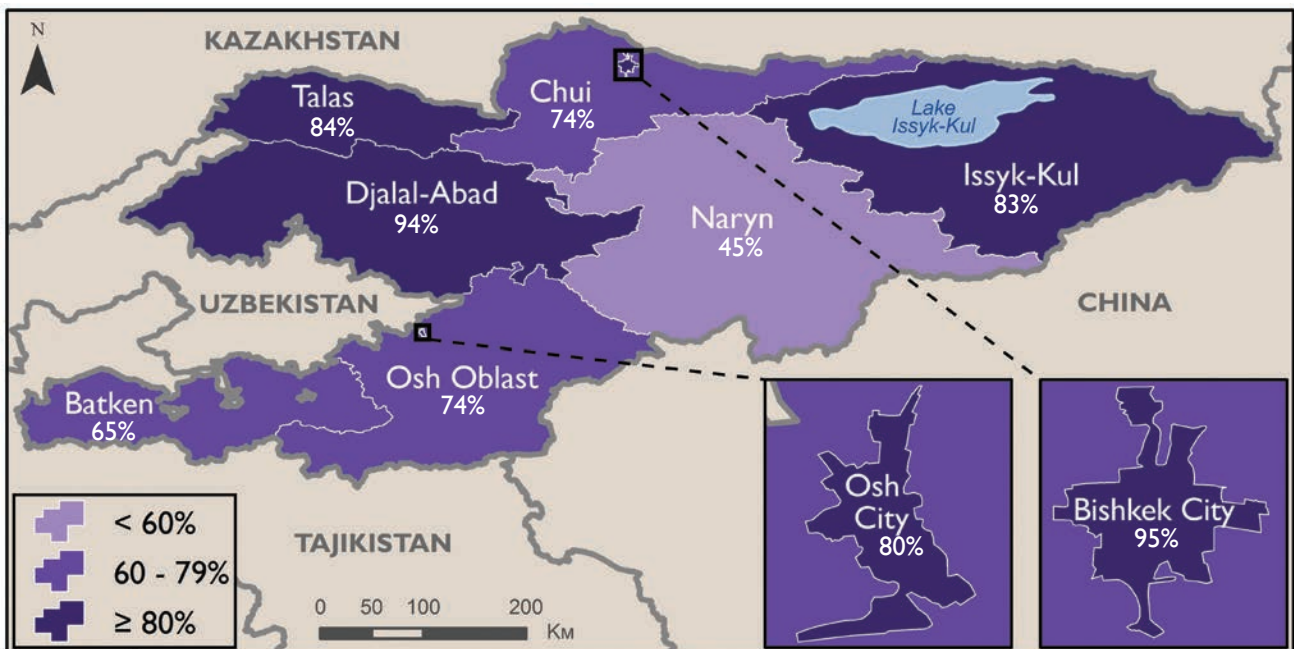 N
KAZAKHSTAN
Talas
84%
Chui
74%
Lake
Issyk-Kul
Issyk-Kul
83%
Djalal-Abad
94%
Naryn
45%
UZBEKISTAN
CHINA
Osh Oblast
74%
Batken
65%
< 60%
60 - 79%
≥ 80%
TAJIKISTAN
0 50 100 200
KM
Osh
City
80%
Bishkek City
95%